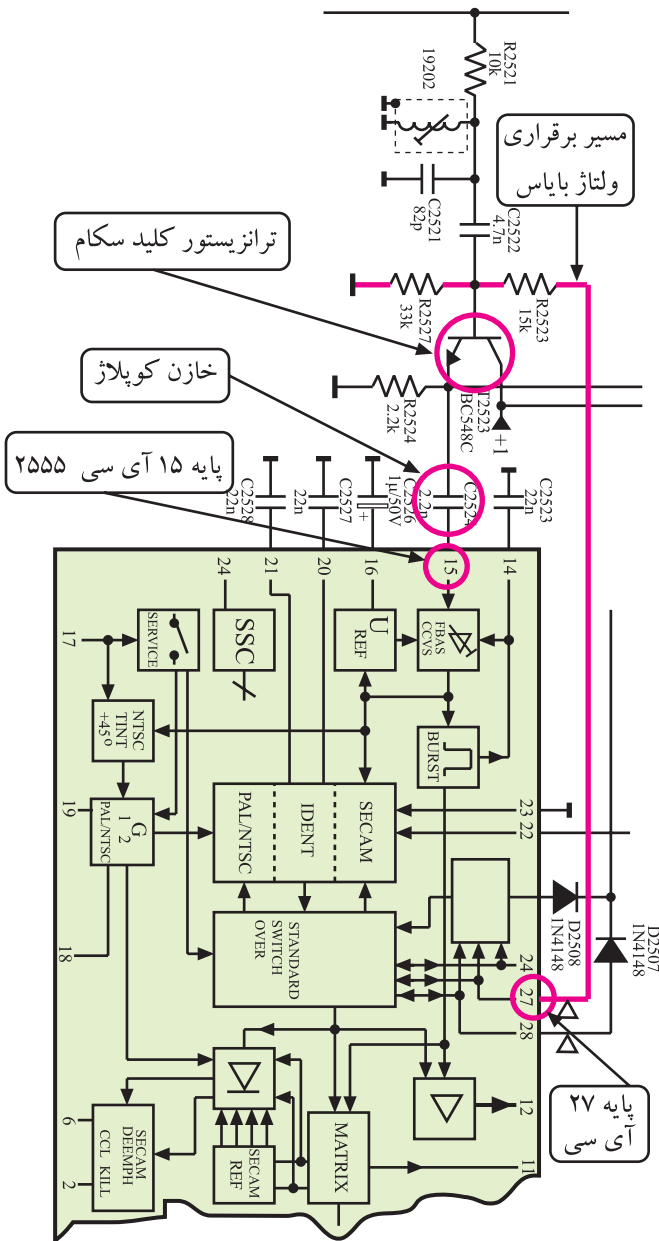 R2521
10k
19202
مسیر برقراری
ولتاژ بایاس
C2521
82p
C2522
4.7n
ترانزیستور کلید سکام
R2527
33k
R2523
15k
خازن کوپلاژ
R2524
2.2k
T2523
BC548C
+1
پایه ۱۵ آی سی ۲۵۵۵
C2528
22n
C2527
22n
C2526
1µ/50V
+
C2524
2.2n
C2523
22n
24
21
20
16
15
14
17
SERVICE
SSC
U
REF
FBAS
CCVS
NTSC
TINT
+45°
BURST
19
G
1 2
PAL/NTSC
PAL/NTSC
IDENT
SECAM
23
22
18
STANDARD
SWITCH
OVER
D2508
1N4148
D2507
1N4148
24
27
28
پایه ۲۷
آی سی
12
6
2
SECAM
DEEMPH
CCL KILL
SECAM
REF
MATRIX
11